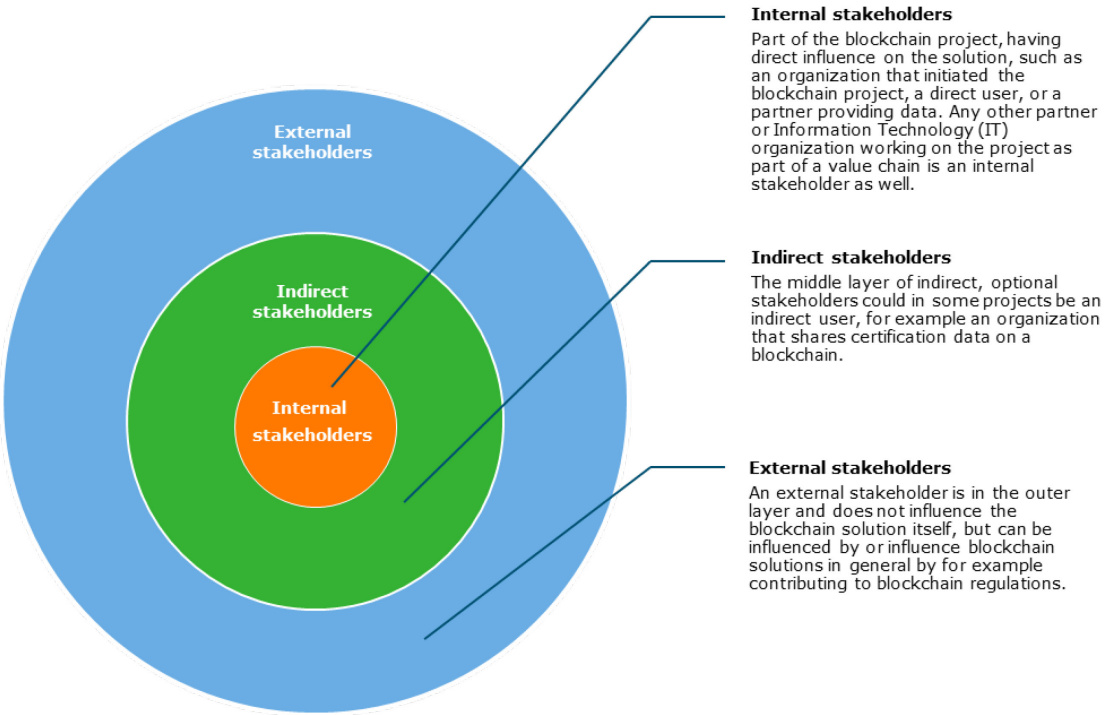 Internal stakeholders
Part of the blockchain project, having
direct influence on the solution, such as
an organization that initiated the
blockchain project, a direct user, or a
partner providing data. Any other partner
or Information Technology (IT)
organization working on the project as
part of a value chain is an internal
stakeholder as well.
External
stakeholders
Indirect stakeholders
The middle layer of indirect, optional
stakeholders could in some projects be an
indirect user, for example an organization
that shares certification data on a
blockchain.
Indirect
stakeholders
Internal
stakeholders
External stakeholders
An external stakeholder is in the outer
layer and does not influence the
blockchain solution itself, but can be
influenced by or influence blockchain
solutions in general by for example
contributing to blockchain regulations.